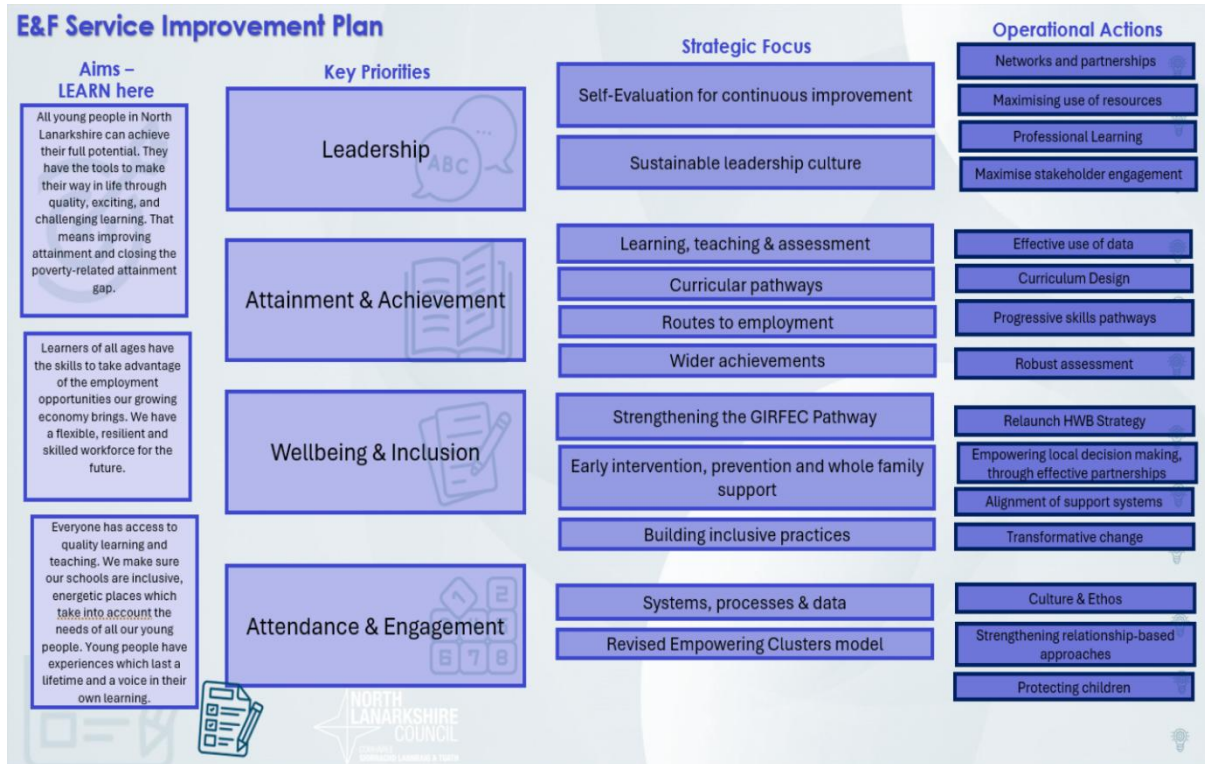 E&F Service Improvement Plan
Aims –
LEARN here
All young people in North
Lanarkshire can achieve
their full potential. They
have the tools to make
their way in life through
quality, exciting, and
challenging learning. That
means improving
attainment and closing the
poverty-related attainment
gap.
Learners of all ages have
the skills to take advantage
of the employment
opportunities our growing
economy brings. We have
a flexible, resilient and
skilled workforce for the
future.
Everyone has access to
quality learning and
teaching. We make sure
our schools are inclusive,
energetic places which
take into account the
needs of all our young
people. Young people have
experiences which last a
lifetime and a voice in their
own learning.
Key Priorities
Leadership
ABC
Attainment & Achievement
Wellbeing & Inclusion
Attendance & Engagement
2
6 7 8
Strategic Focus
Self-Evaluation for continuous improvement
Sustainable leadership culture
Learning, teaching & assessment
Curricular pathways
Routes to employment
Wider achievements
Strengthening the GIRFEC Pathway
Early intervention, prevention and whole family
support
Building inclusive practices
Systems, processes & data
Revised Empowering Clusters model
Operational Actions
Networks and partnerships
Maximising use of resources
Professional Learning
Maximise stakeholder engagement
Effective use of data
Curriculum Design
Progressive skills pathways
Robust assessment
Relaunch HWB Strategy
Empowering local decision making,
through effective partnerships
Alignment of support systems
Transformative change
Culture & Ethos
Strengthening relationship-based
approaches
Protecting children
NORTH
LANARKSHIRE
COUNCIL